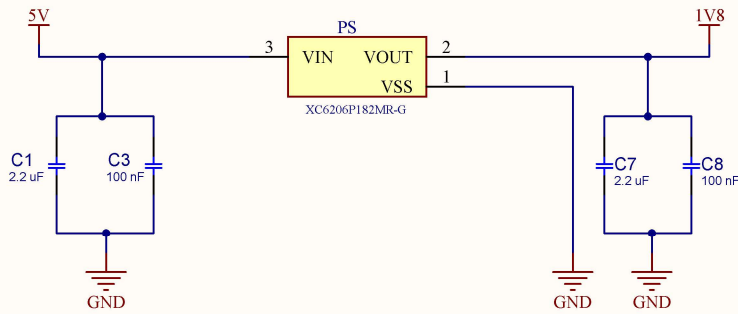 5V
PS
1V8
3
VIN
VOUT
2
VSS
1
XC6206P182MR-G
C1
2.2 uF
C3
100 nF
C7
2.2 uF
C8
100 nF
GND
GND
GND